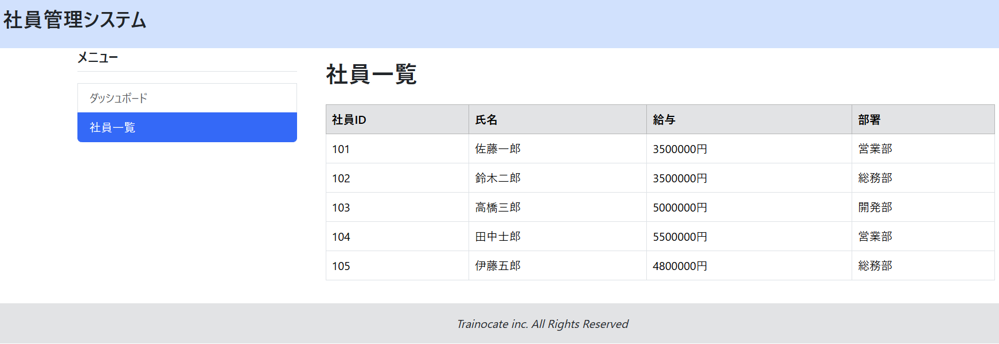 社員管理システム
メニュー
ダッシュボード
社員一覧
社員一覧
社員ID 氏名 給与 部署
101 佐藤一郎 3500000円 営業部
102 鈴木二郎 3500000円 総務部
103 高橋三郎 5000000円 開発部
104 田中士郎 5500000円 営業部
105 伊藤五郎 4800000円 総務部
Trainocate inc. All Rights Reserved